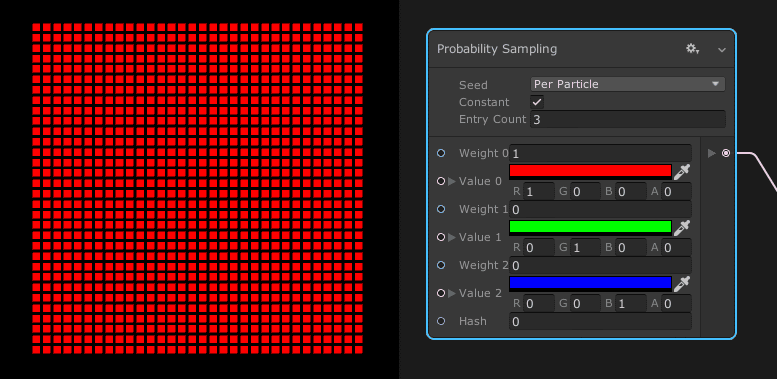 Probability Sampling
Seed Per Particle
Constant
Entry Count 3
Weight 0 1
Value 0
R 1 G 0 B 0 A 0
Weight 1 0
Value 1
R 0 G 1 B 0 A 0
Weight 2 0
Value 2
R 0 G 0 B 1 A 0
Hash 0